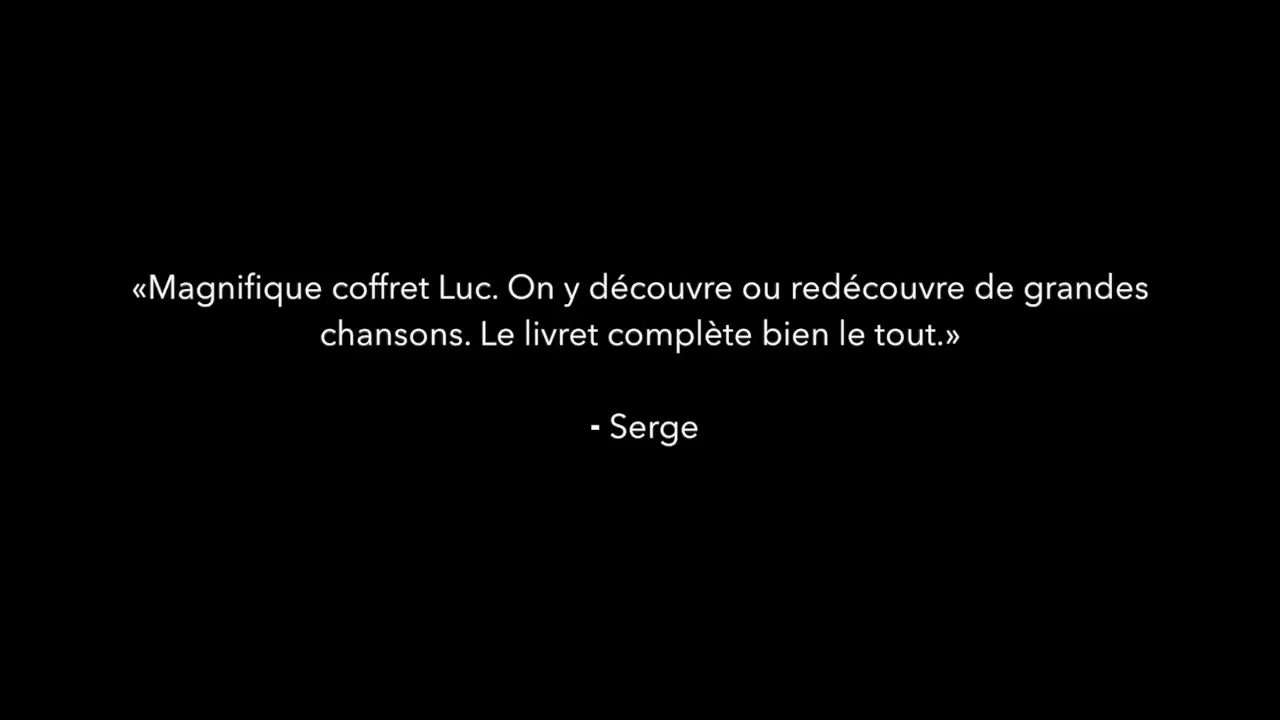 «Magnifique coffret Luc. On y découvre ou redécouvre de grandes
chansons. Le livret complète bien le tout.»
- Serge